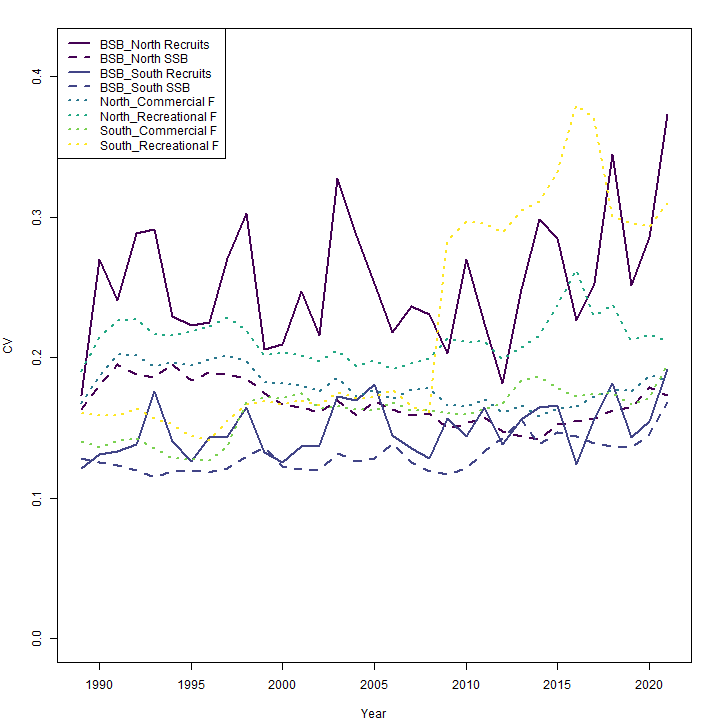 BSB_North Recruits
BSB_North SSB
BSB_South Recruits
BSB_South SSB
North_Commercial F
North_Recreational F
South_Commercial F
South_Recreational F
0.4
0.3
0.2
0.1
0.0
CV
1990 1995 2000 2005 2010 2015 2020
Year